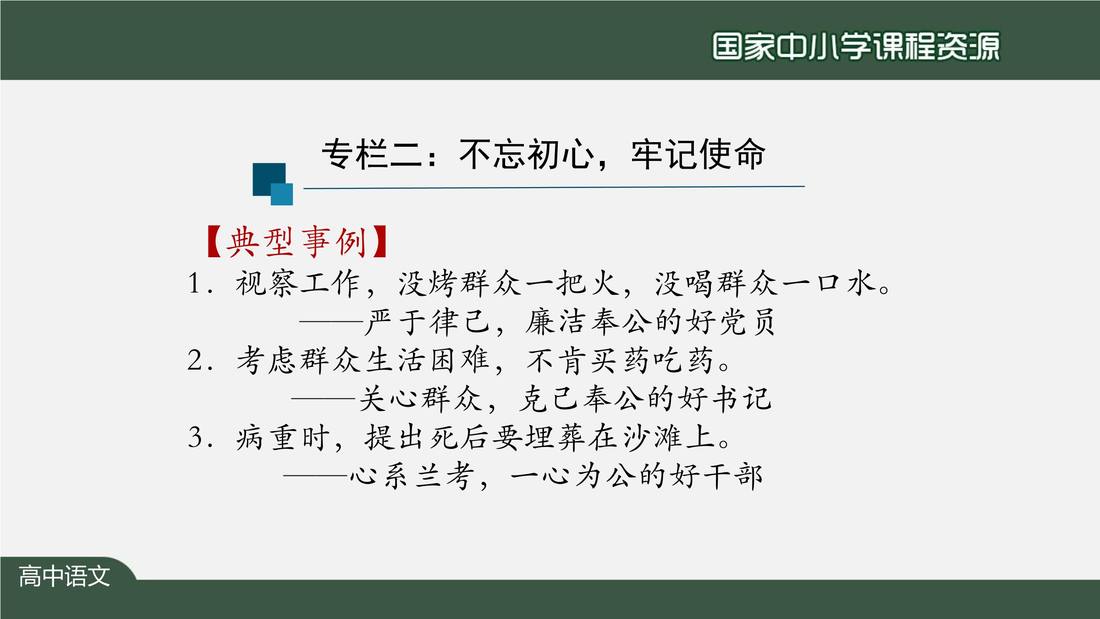 国家中小学课程资源
专栏二：不忘初心，牢记使命
【典型事例】
1．视察工作，没烤群众一把火，没喝群众一口水。
——严于律己，廉洁奉公的好党员
2．考虑群众生活困难，不肯买药吃药。
——关心群众，克己奉公的好书记
3．病重时，提出死后要埋葬在沙滩上。
——心系兰考，一心为公的好干部
高中语文